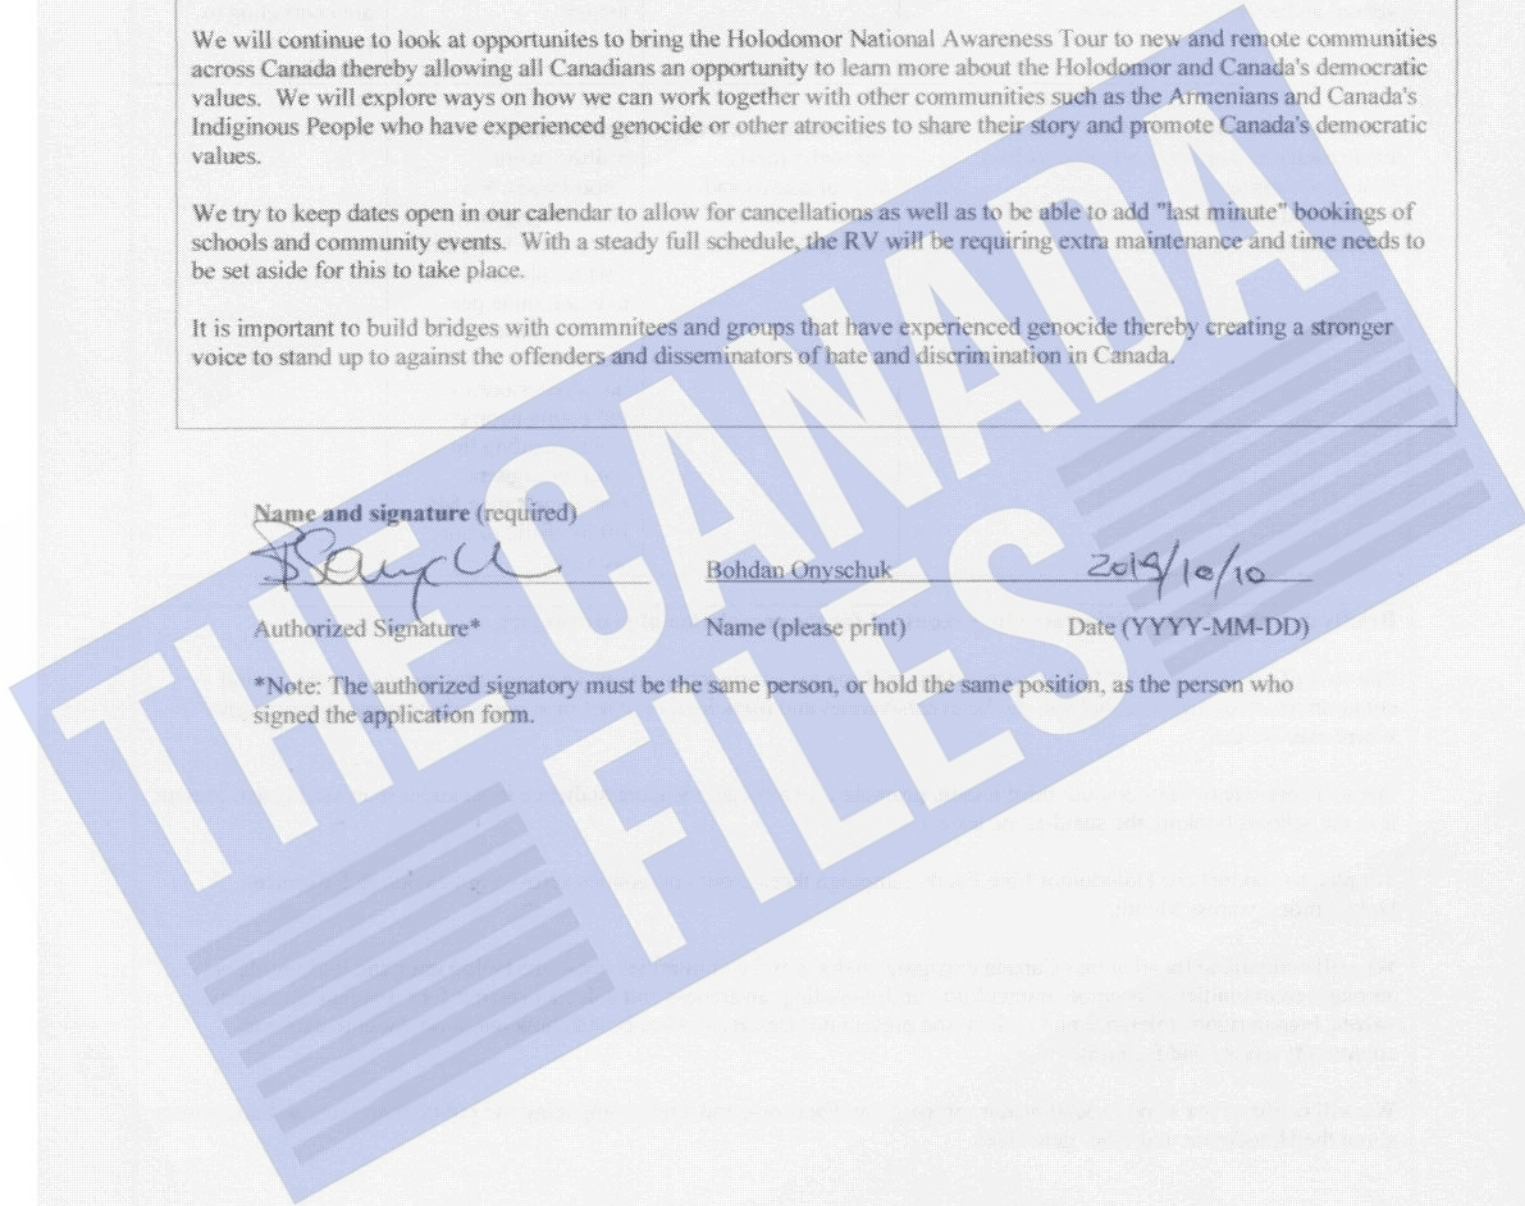 We will continue to look at opportunites to bring the Holodomor National Awareness Tour to new and remote communities
across Canada thereby allowing all Canadians an opportunity to learn more about the Holodomor and Canada's democratic
values.  We will explore ways on how we can work together with other communities such as the Armenians and Canada's
Indiginous People who have experienced genocide or other atrocities to share their story and promote Canada's democratic
values.
We try to keep dates open in our calendar to allow for cancellations as well as to be able to add "last minute" bookings of
schools and community events.  With a steady full schedule, the RV will be requiring extra maintenance and time needs to
be set aside for this to take place.
It is important to build bridges with commnitees and groups that have experienced genocide thereby creating a stronger
voice to stand up to against the offenders and disseminators of hate and discrimination in Canada.
Name and signature (required)
Bohdan Onyschuk 2019/10/10
Authorized Signature* Name (please print) Date (YYYY-MM-DD)
*Note: The authorized signatory must be the same person, or hold the same position, as the person who
signed the application form.
THE CANADA
FILES